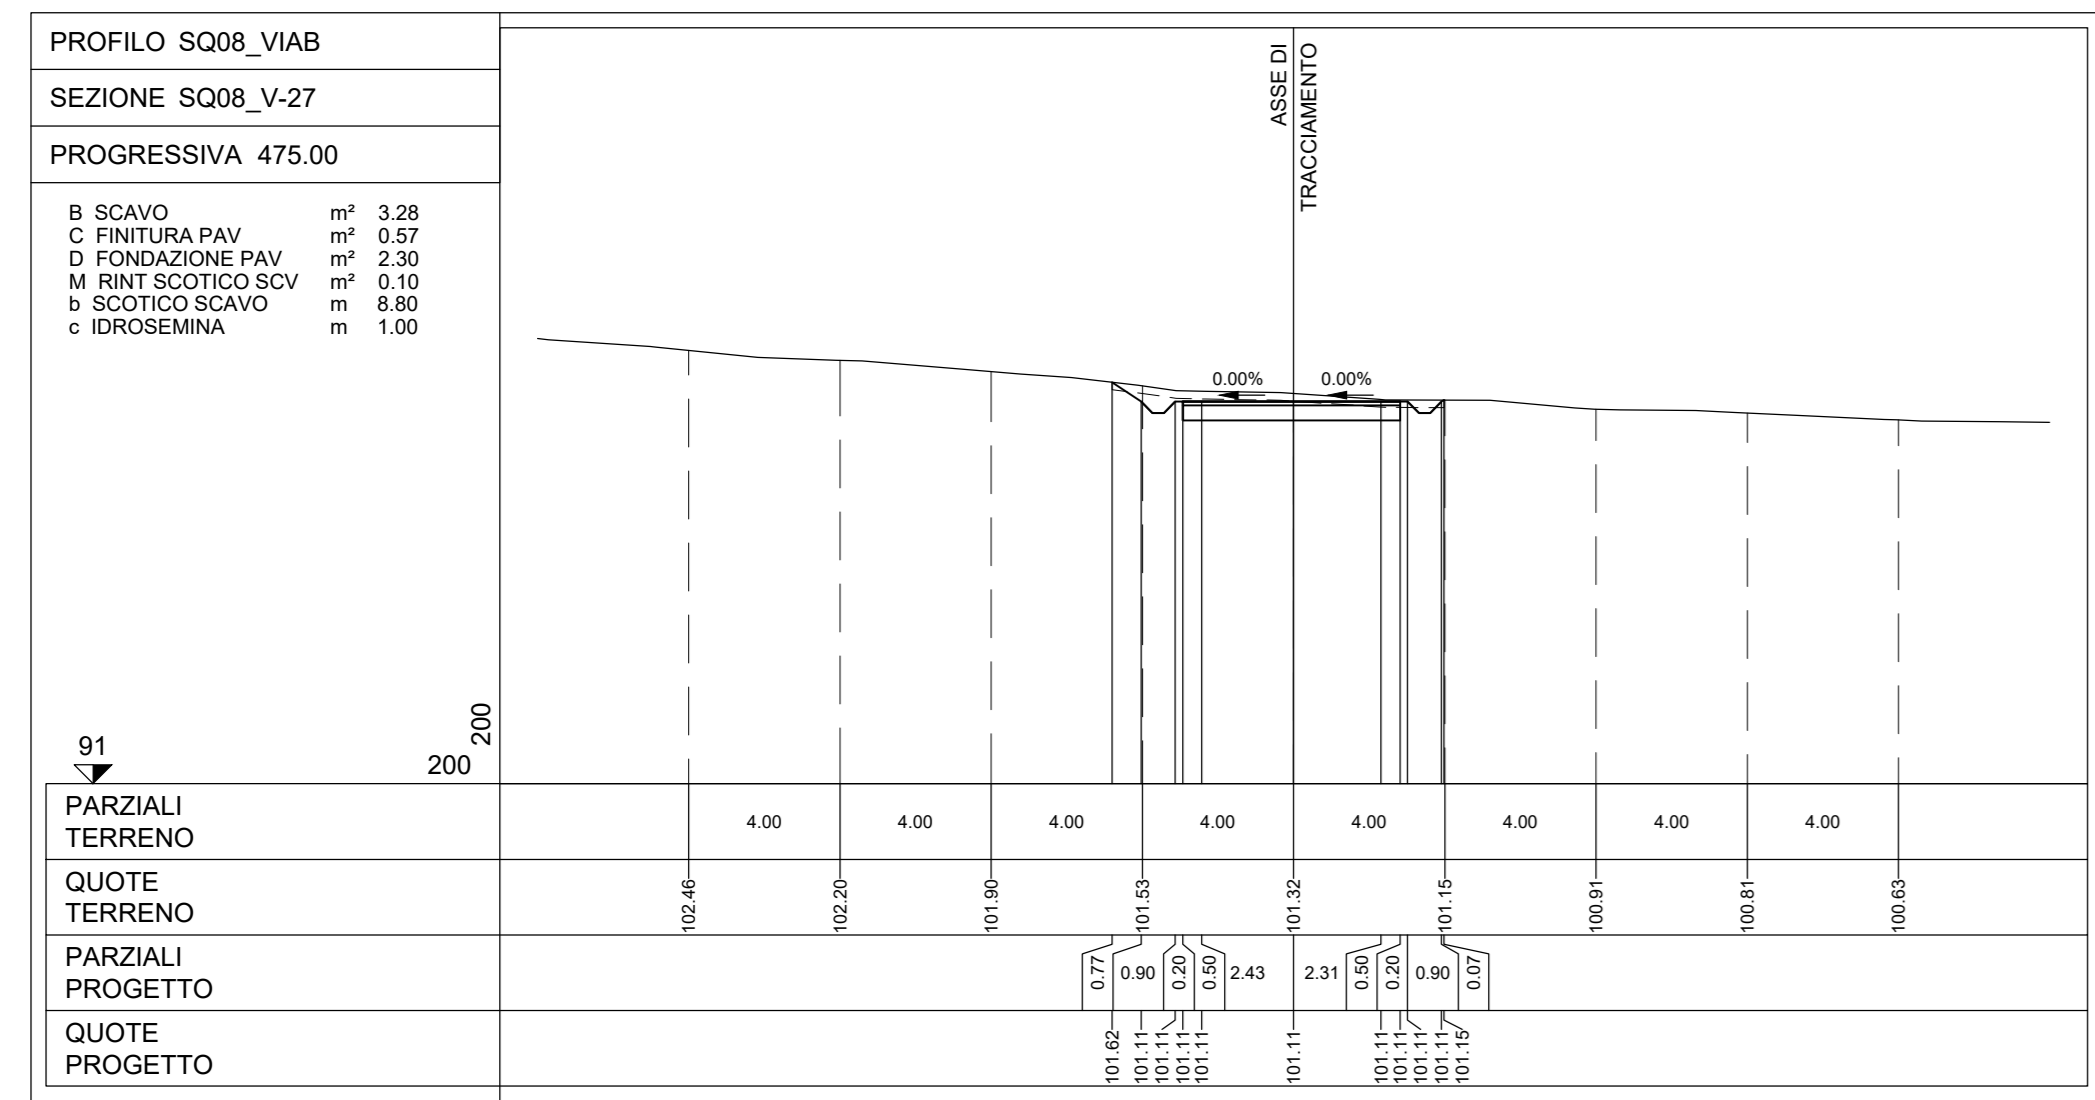 PROFILO SQ08_VIAB
SEZIONE SQ08_V-27
PROGRESSIVA 475.00
B SCAVO m² 3.28
C FINITURA PAV m² 0.57
D FONDAZIONE PAV m² 2.30
M RINT SCOTICO SCV m² 0.10
b SCOTICO SCAVO m 8.80
c IDROSEMINA m 1.00
ASSE DI
TRACCIAMENTO
0.00% 0.00%
91
200
200
PARZIALI
TERRENO
4.00 4.00 4.00 4.00 4.00 4.00 4.00 4.00
QUOTE
TERRENO
102.46 102.20 101.90 101.53 101.32 101.15 100.91 100.81 100.63
PARZIALI
PROGETTO
0.77 0.90 0.20 0.50 2.43 2.31 0.50 0.20 0.90 0.07
QUOTE
PROGETTO
101.62 101.11 101.11 101.11 101.11 101.11 101.11 101.11 101.11 101.11 101.15